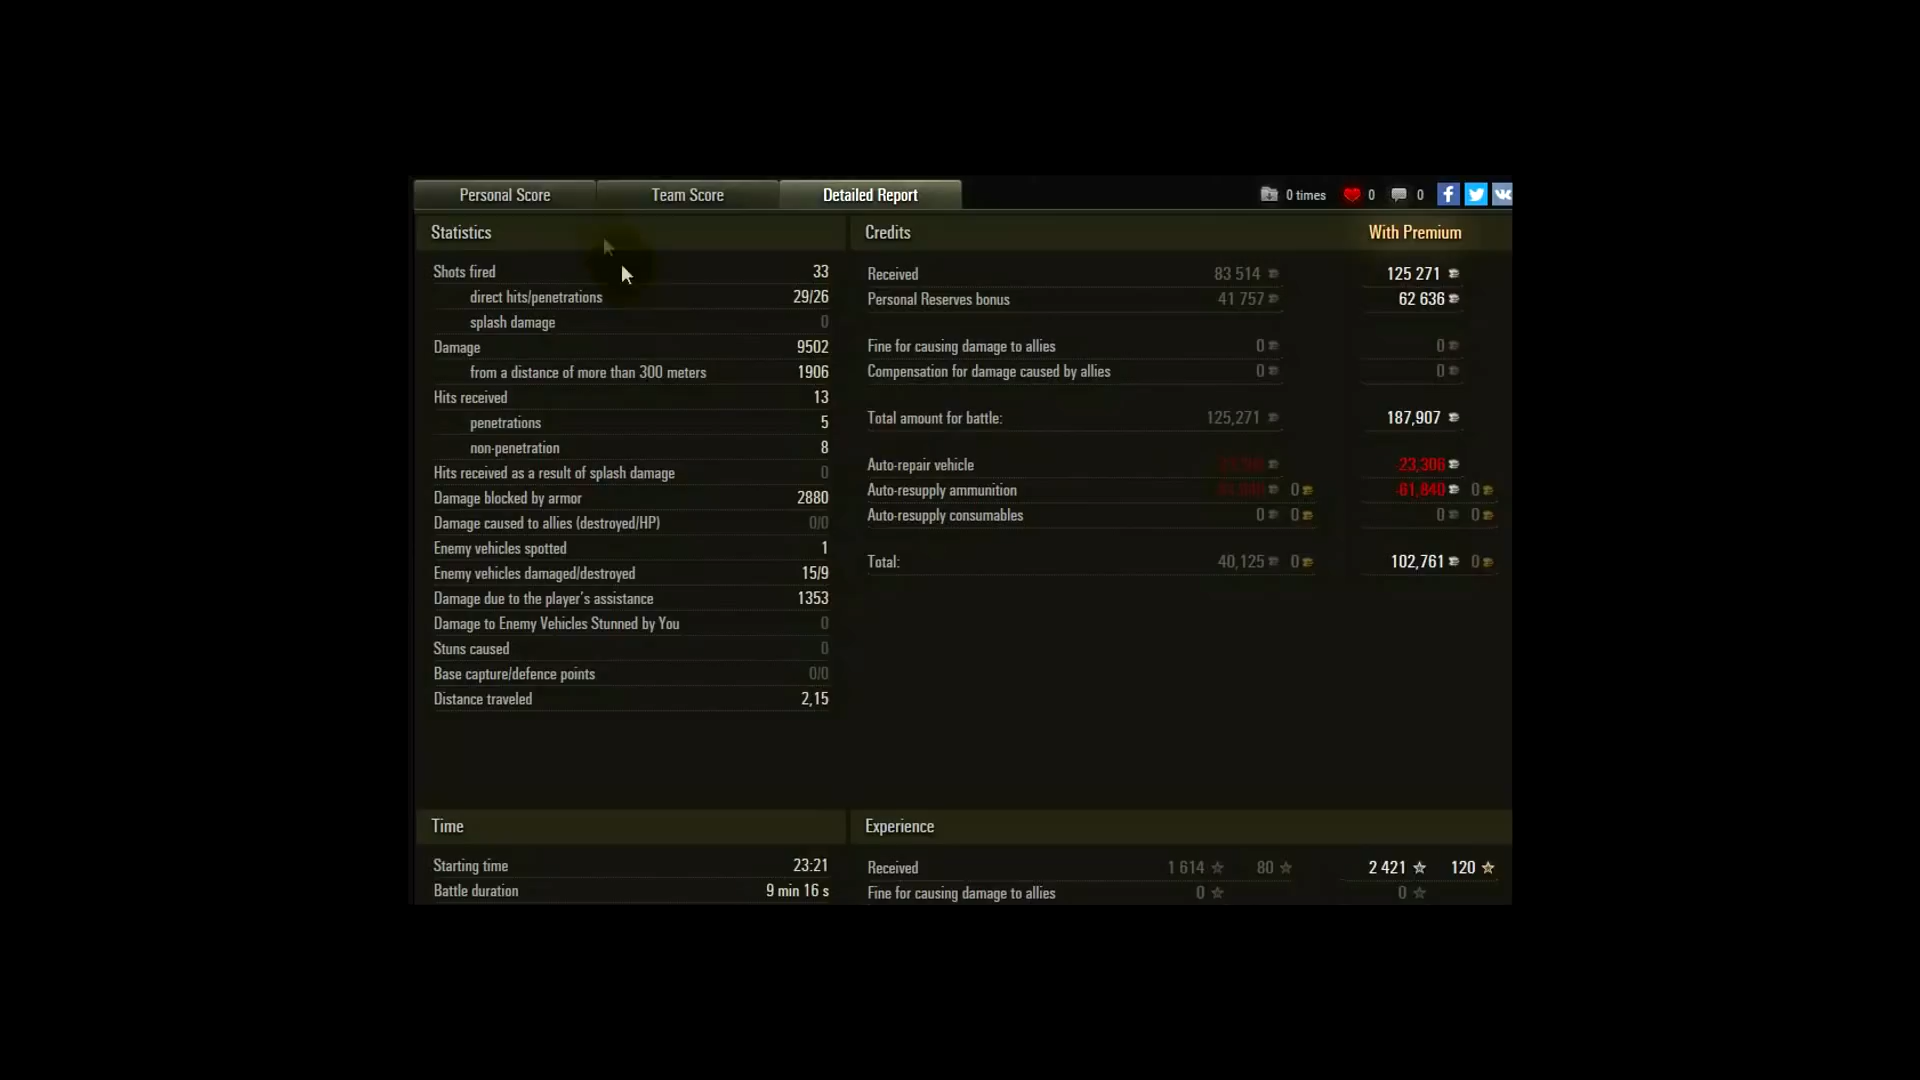 Personal Score Team Score Detailed Report 0 times 0 0
Statistics
Shots fired 33
direct hits/penetrations 29/26
splash damage 0
Damage 9502
from a distance of more than 300 meters 1906
Hits received 13
penetrations 5
non-penetration 8
Hits received as a result of splash damage 0
Damage blocked by armor 2880
Damage caused to allies (destroyed/HP) 0/0
Enemy vehicles spotted 1
Enemy vehicles damaged/destroyed 15/9
Damage due to the player's assistance 1353
Damage to Enemy Vehicles Stunned by You 0
Stuns caused 0
Base capture/defence points 0/0
Distance traveled 2,15
Credits With Premium
Received 83 514 125 271
Personal Reserves bonus 41 757 62 636
Fine for causing damage to allies 0 0
Compensation for damage caused by allies 0 0
Total amount for battle: 125,271 187,907
Auto-repair vehicle -23,306
Auto-resupply ammunition 0 -61,840 0
Auto-resupply consumables 0 0 0 0
Total: 40,125 0 102,761 0
Time
Starting time 23:21
Battle duration 9 min 16 s
Experience
Received 1 614 80 2 421 120
Fine for causing damage to allies 0 0